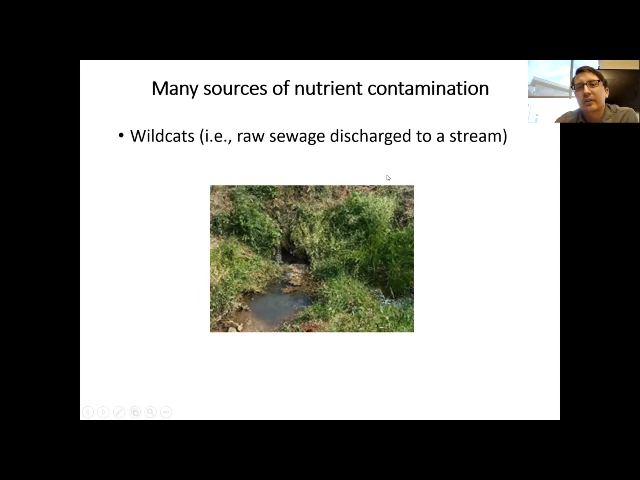 Many sources of nutrient contamination
• Wildcats (i.e., raw sewage discharged to a stream)